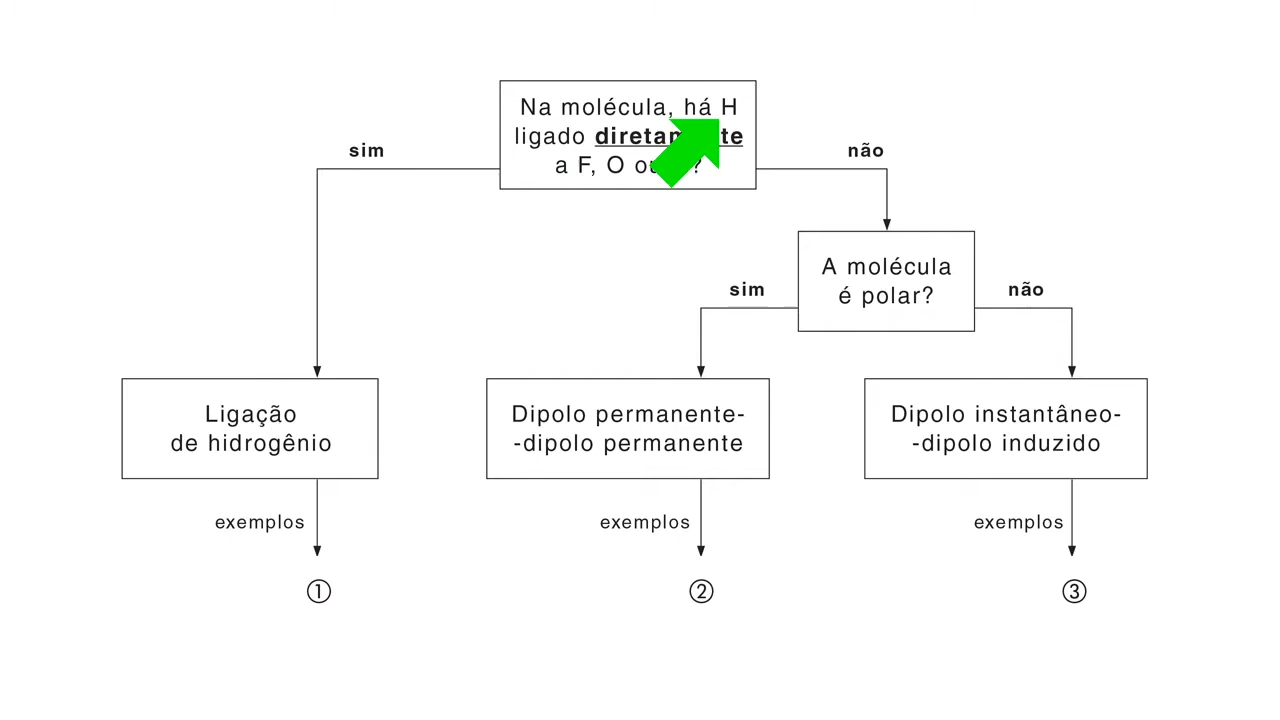 Na molécula, há H
ligado
a F, O
sim
não
A molécula
é polar?
sim
não
Ligação
de hidrogênio
Dipolo permanente-
-dipolo permanente
Dipolo instantâneo-
-dipolo induzido
exemplos
exemplos
exemplos
①
②
③